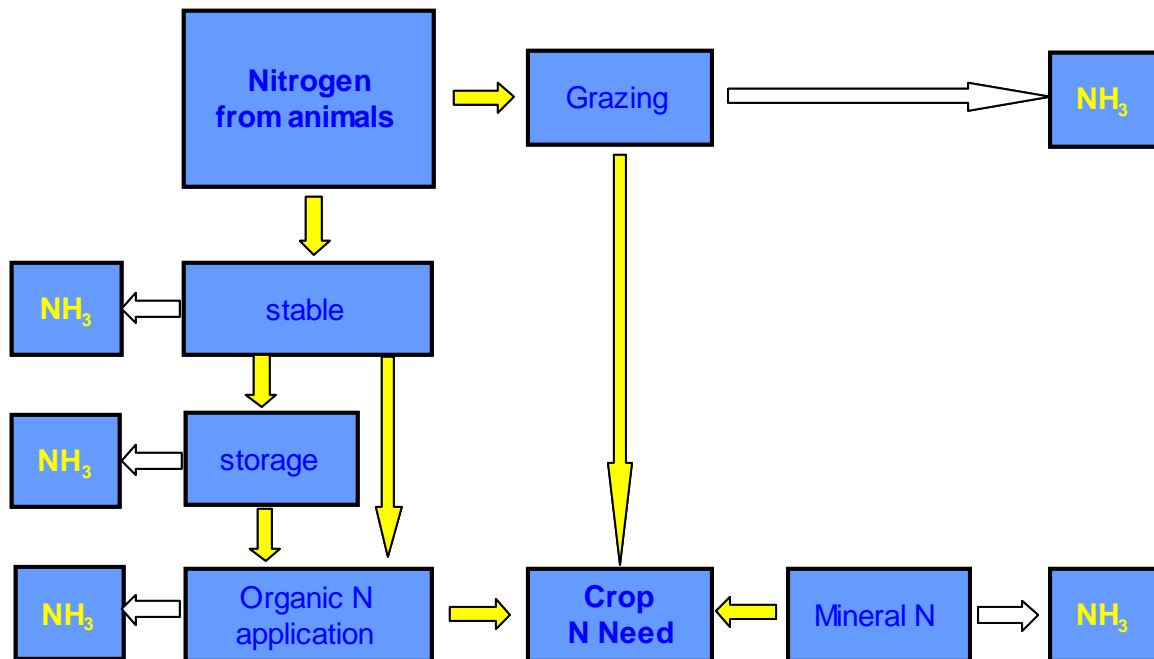 Nitrogen
from animals
Grazing
NH₃
NH₃
stable
NH₃
storage
NH₃
Organic N
application
Crop
N Need
Mineral N
NH₃